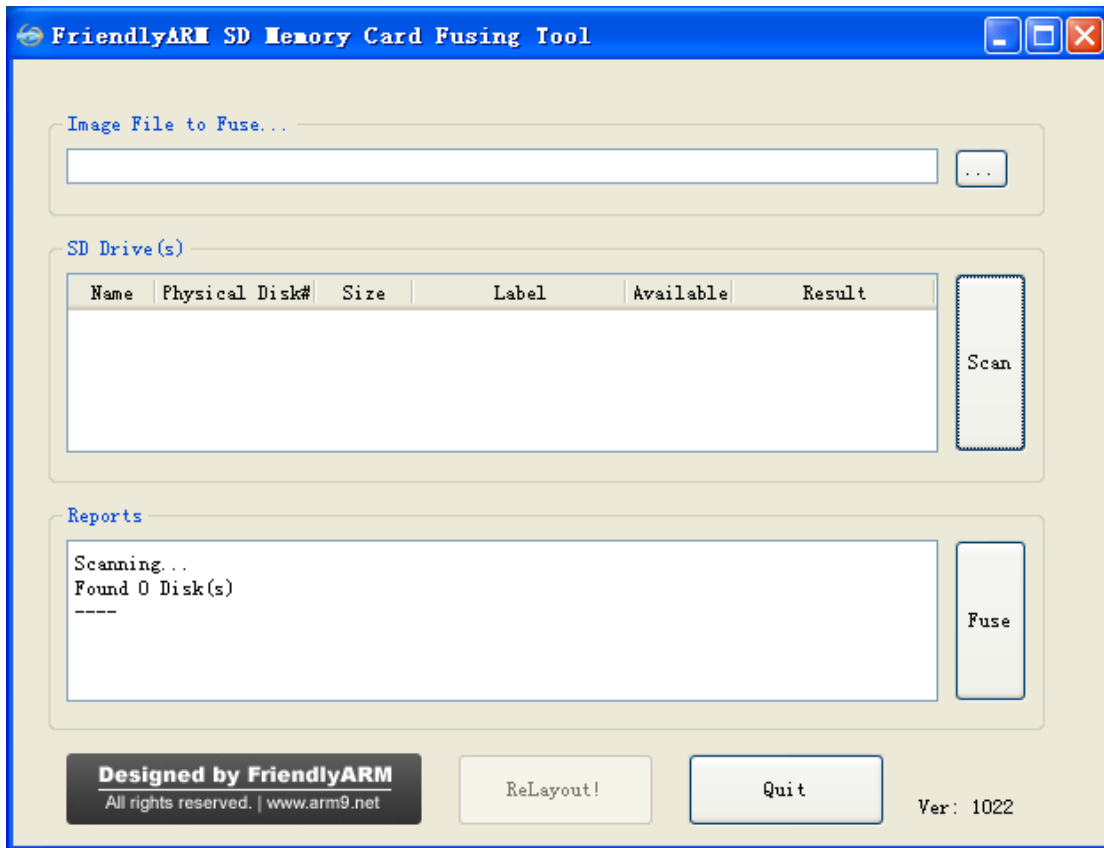 FriendlyARM SD Memory Card Fusing Tool
Image File to Fuse...
...
SD Drive(s)
Name Physical Disk# Size Label Available Result
Scan
Reports
Scanning...
Found 0 Disk(s)
----
Fuse
Designed by FriendlyARM
All rights reserved. | www.arm9.net
ReLayout!
Quit
Ver: 1022